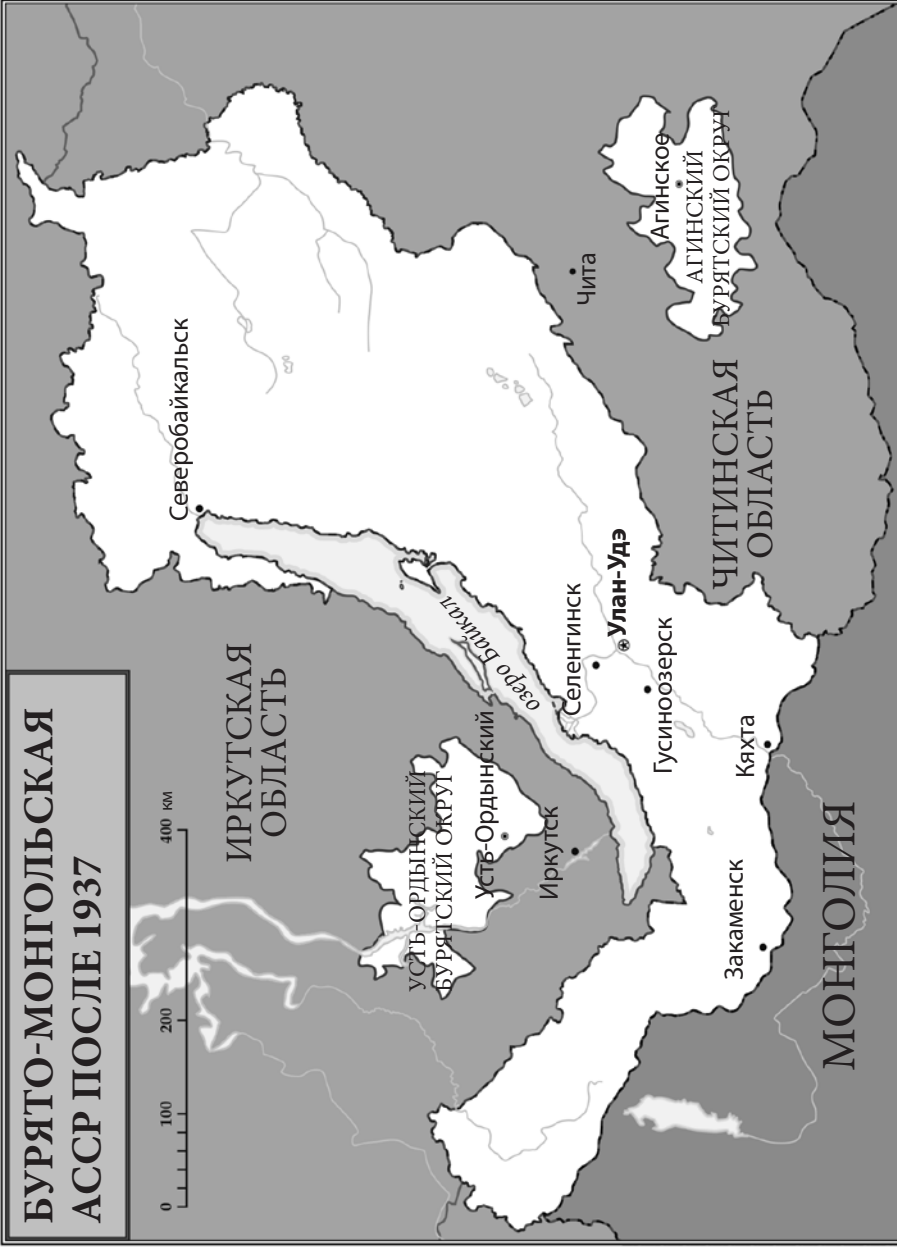 БУРЯТО-МОНГОЛЬСКАЯ
АССР ПОСЛЕ 1937
0 100 200 400 км
Северобайкальск
ИРКУТСКАЯ
ОБЛАСТЬ
озеро Байкал
УСТЬ-ОРДЫНСКИЙ
БУРЯТСКИЙ ОКРУГ
Усть-Ордынский
Иркутск
Селенгинск
Улан-Удэ
Гусиноозерск
Кяхта
Закаменск
МОНГОЛИЯ
Чита
ЧИТИНСКАЯ
ОБЛАСТЬ
Агинское
АГИНСКИЙ
БУРЯТСКИЙ ОКРУГ